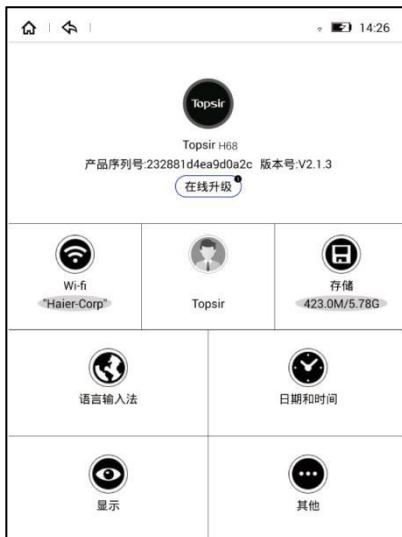 14:26
Topsir
Topsir H68
产品序列号:232881d4ea9d0a2c 版本号:V2.1.3
在线升级
Wi-fi
"Haier-Corp"
Topsir
存储
423.0M/5.78G
语言输入法
日期和时间
显示
其他